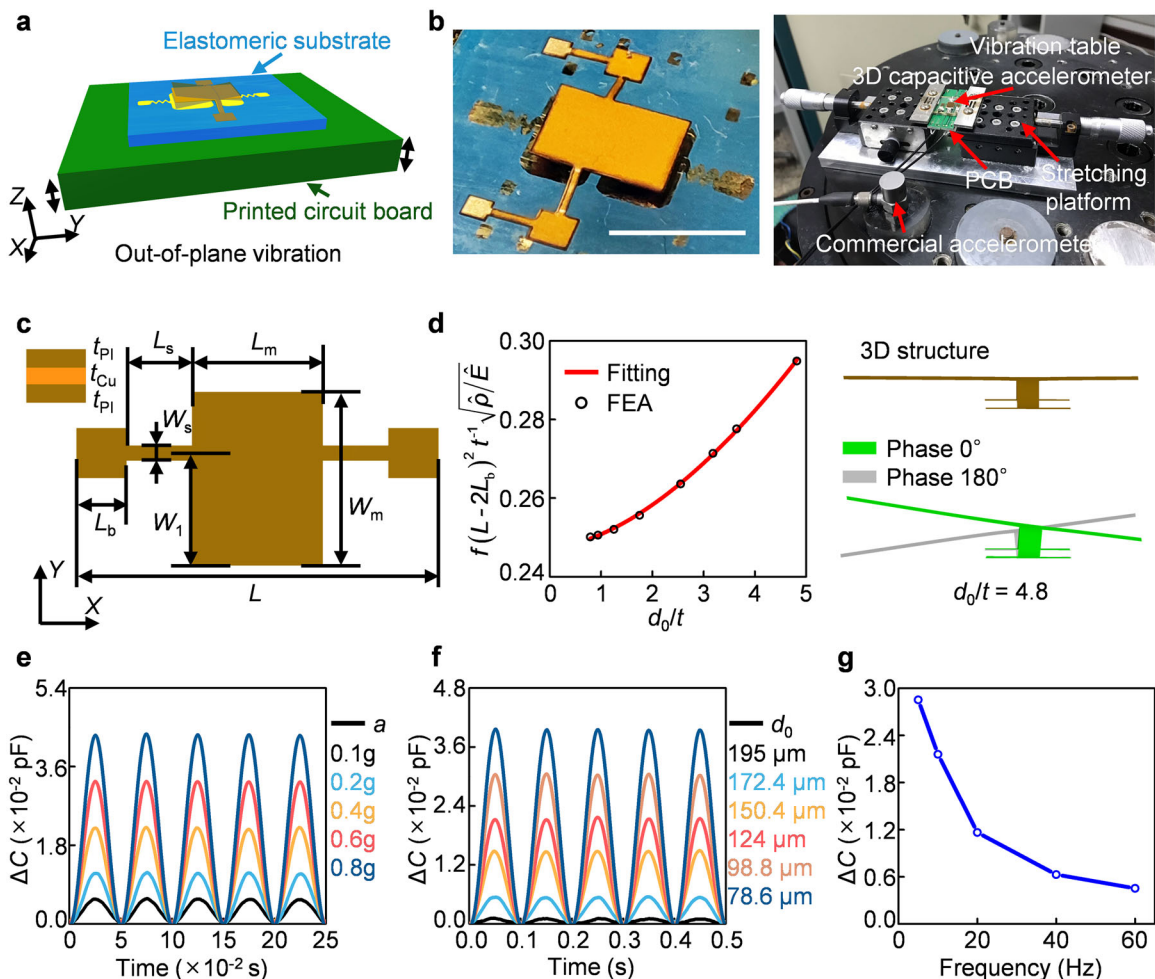 a
Elastomeric substrate
Printed circuit board
Z
Y
X
Out-of-plane vibration
b
Vibration table
3D capacitive accelerometer
PCB
Stretching
platform
Commercial accelerometer
c
t_PI
t_Cu
t_PI
L_s
L_m
W_s
W_1
W_m
L_b
L
Y
X
d
f (L - 2L_b)² t⁻¹ √ρ̂/Ê
0.30
0.28
0.26
0.24
Fitting
FEA
0 1 2 3 4 5
d₀/t
3D structure
Phase 0°
Phase 180°
d₀/t = 4.8
e
ΔC (×10⁻² pF)
5.4
3.6
1.8
0.0
0 5 10 15 20 25
Time (×10⁻² s)
a
0.1g
0.2g
0.4g
0.6g
0.8g
f
ΔC (×10⁻² pF)
4.8
3.6
2.4
1.2
0.0
0.0 0.1 0.2 0.3 0.4 0.5
Time (s)
d₀
195 μm
172.4 μm
150.4 μm
124 μm
98.8 μm
78.6 μm
g
ΔC (×10⁻² pF)
3.0
2.4
1.2
0.6
0.0
0 20 40 60
Frequency (Hz)